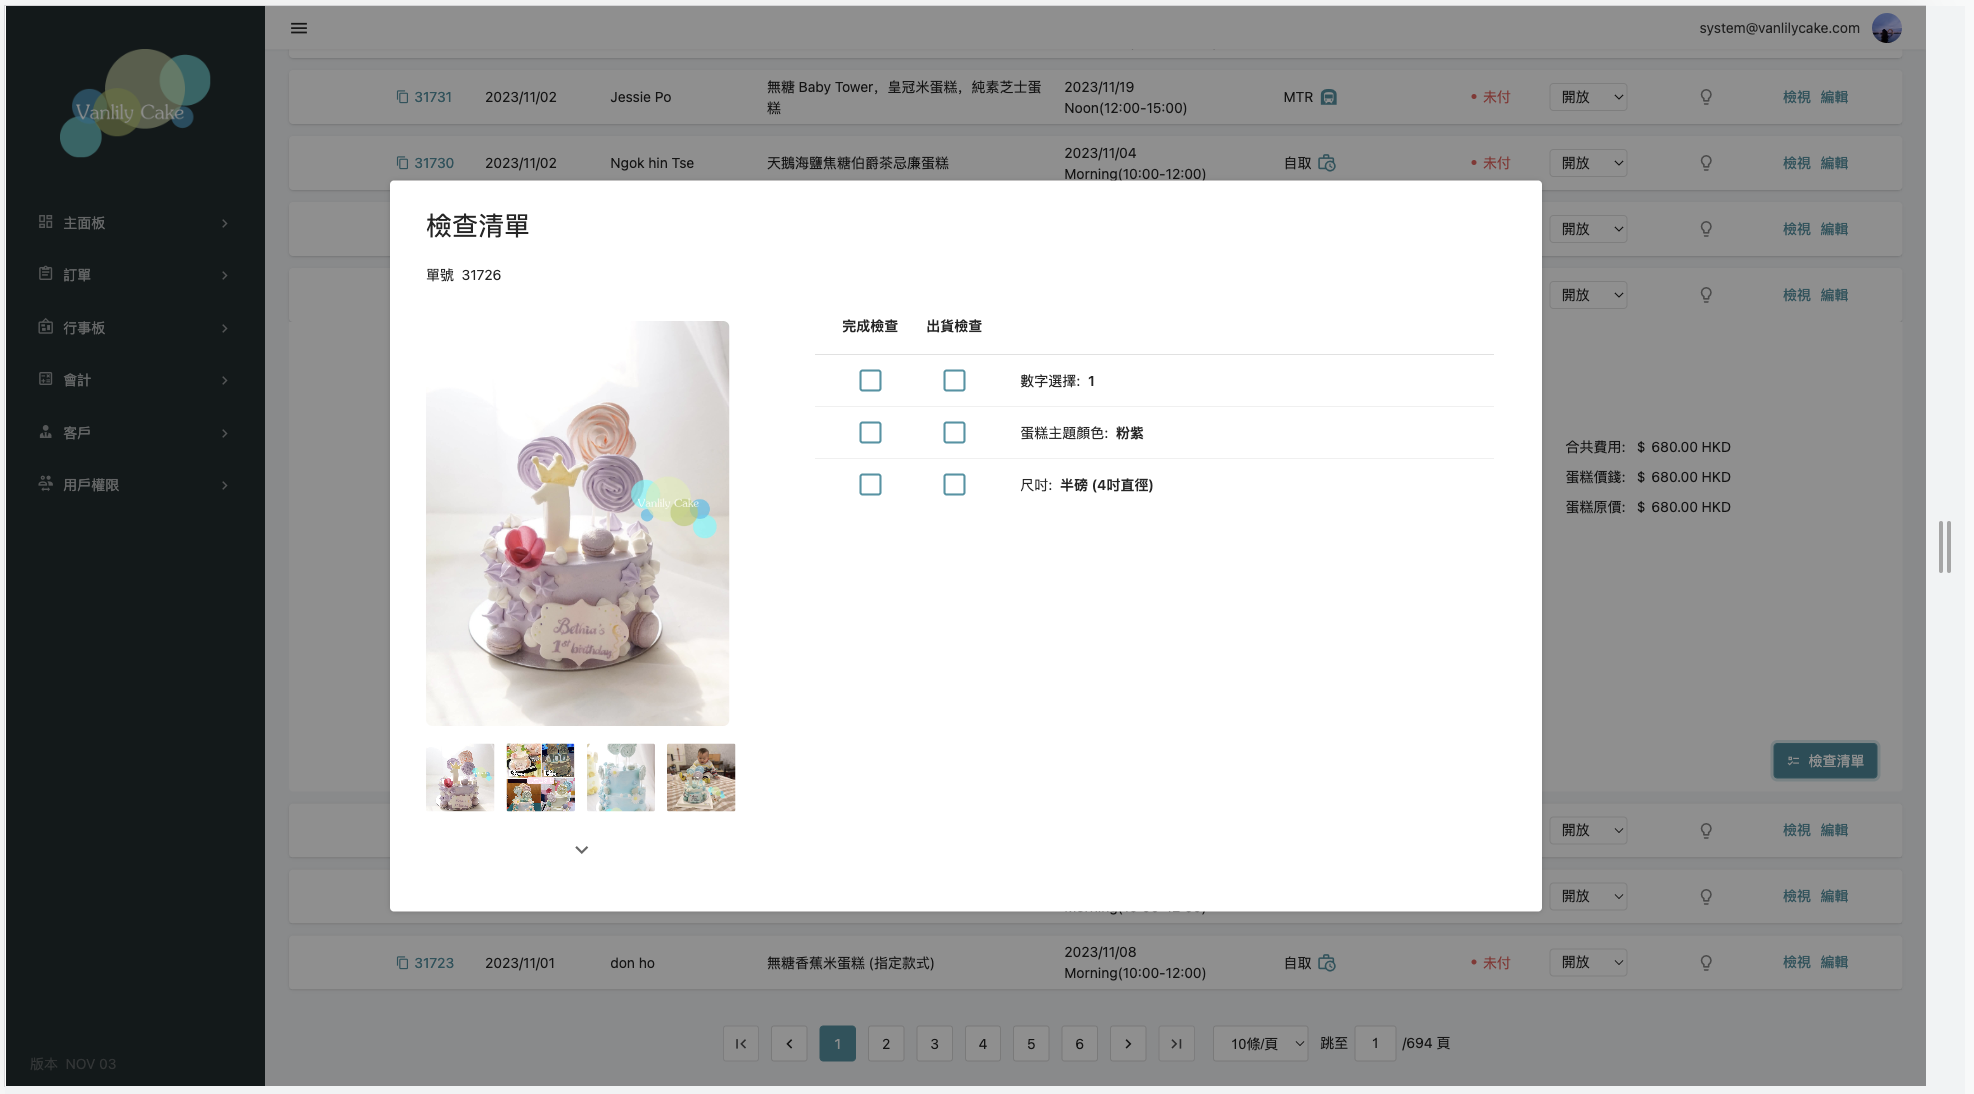 Vanlily Cake
主面板
訂單
行事板
會計
客戶
用戶權限
版本 NOV 03
system@vanlilycake.com
31731 2023/11/02 Jessie Po 無糖 Baby Tower，皇冠米蛋糕，純素芝士蛋糕 2023/11/19 Noon(12:00-15:00) MTR 未付 開放 檢視 編輯
31730 2023/11/02 Ngok hin Tse 天鵝海鹽焦糖伯爵茶忌廉蛋糕 2023/11/04 Morning(10:00-12:00) 自取 未付 開放 檢視 編輯
開放 檢視 編輯
開放 檢視 編輯
檢查清單
單號 31726
完成檢查 出貨檢查
數字選擇: 1
蛋糕主題顏色: 粉紫
尺吋: 半磅 (4吋直徑)
Vanlily Cake
1
Betina's
1st birthday
合共費用: $ 680.00 HKD
蛋糕價錢: $ 680.00 HKD
蛋糕原價: $ 680.00 HKD
檢查清單
開放 檢視 編輯
開放 檢視 編輯
31723 2023/11/01 don ho 無糖香蕉米蛋糕 (指定款式) 2023/11/08 Morning(10:00-12:00) 自取 未付 開放 檢視 編輯
1 2 3 4 5 6 10條/頁 跳至 1 /694 頁